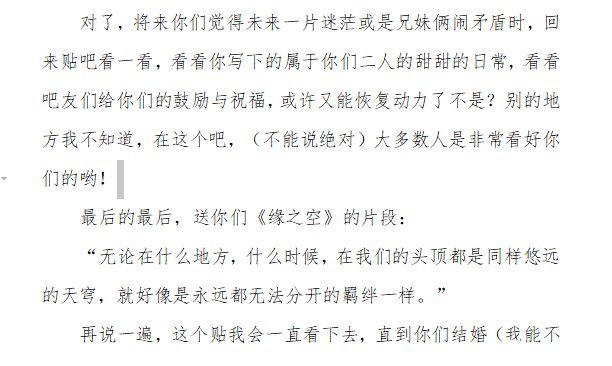 对了，将来你们觉得未来一片迷茫或是兄妹俩闹矛盾时，回
来贴吧看一看，看看你写下的属于你们二人的甜甜的日常，看看
吧友们给你们的鼓励与祝福，或许又能恢复动力了不是？别的地
方我不知道，在这个吧，（不能说绝对）大多数人是非常看好你
们的哟！
最后的最后，送你们《缘之空》的片段：
“无论在什么地方，什么时候，在我们的头顶都是同样悠远
的天穹，就好像是永远都无法分开的羁绊一样。”
再说一遍，这个贴我会一直看下去，直到你们结婚（我能不